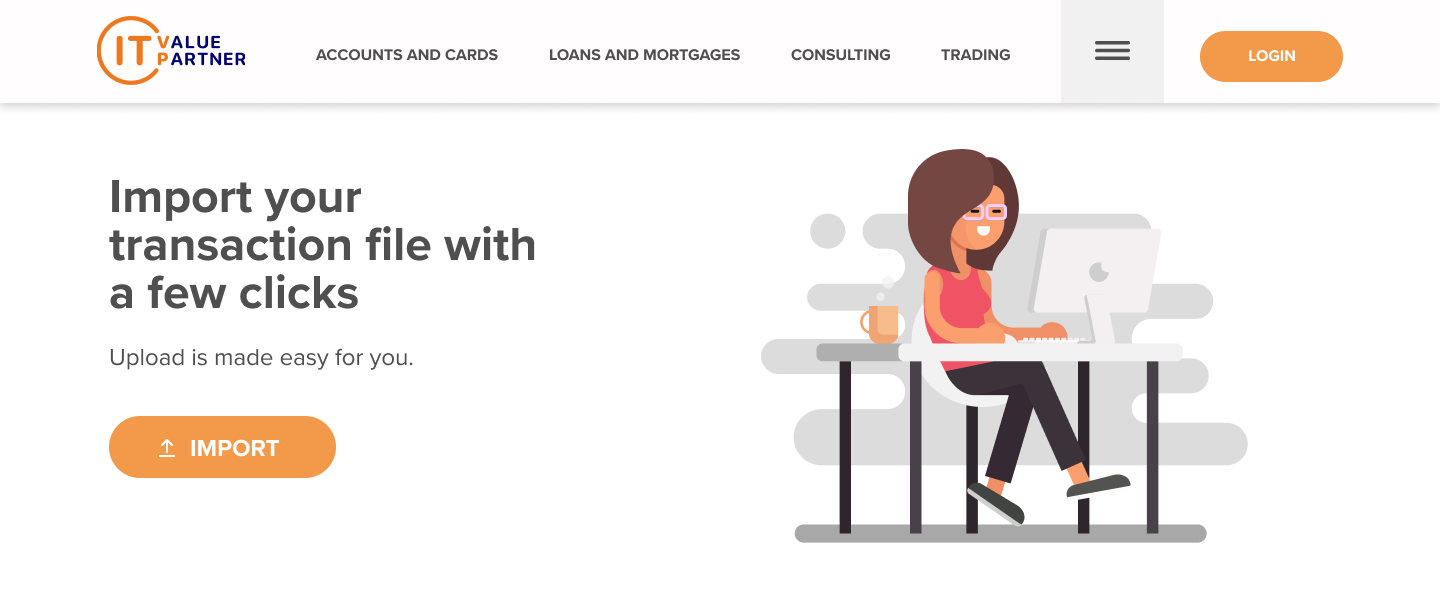 IT VALUE
PARTNER
ACCOUNTS AND CARDS
LOANS AND MORTGAGES
CONSULTING
TRADING
LOGIN
Import your
transaction file with
a few clicks
Upload is made easy for you.
IMPORT